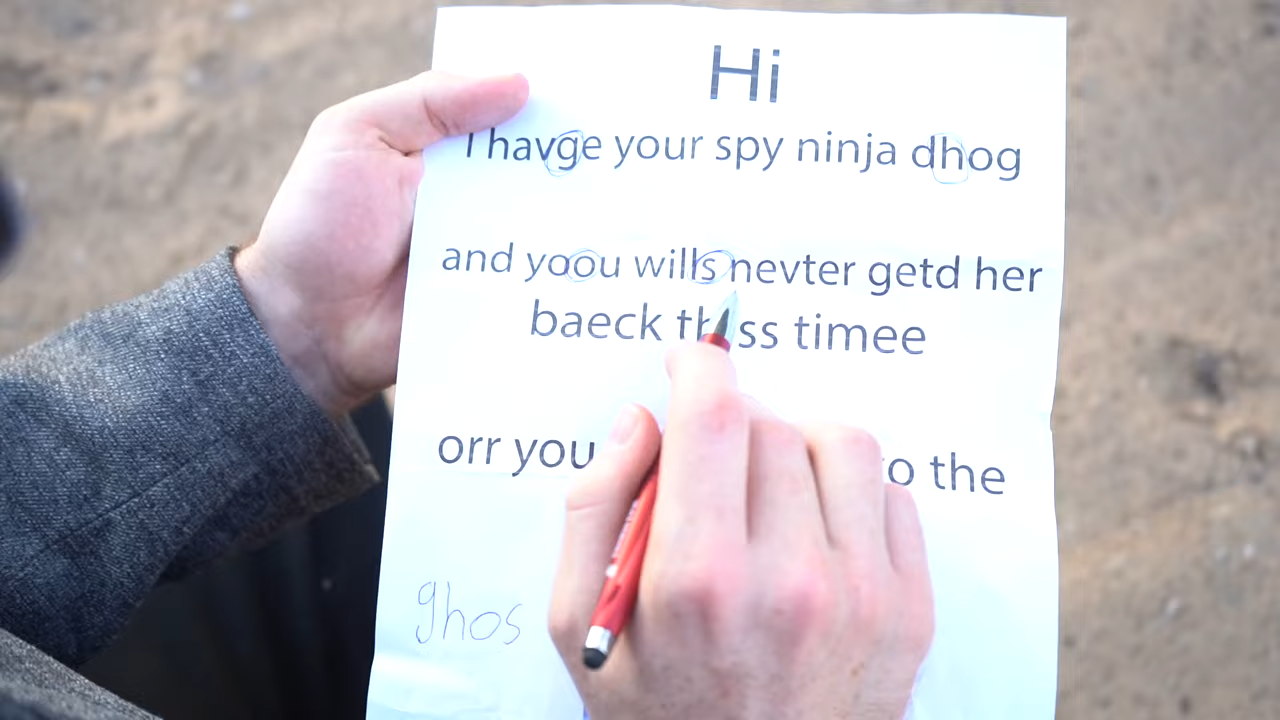 Hi
I havge your spy ninja dhog
and yoou wills nevter getd her
baeck timee
orr you the
ghos